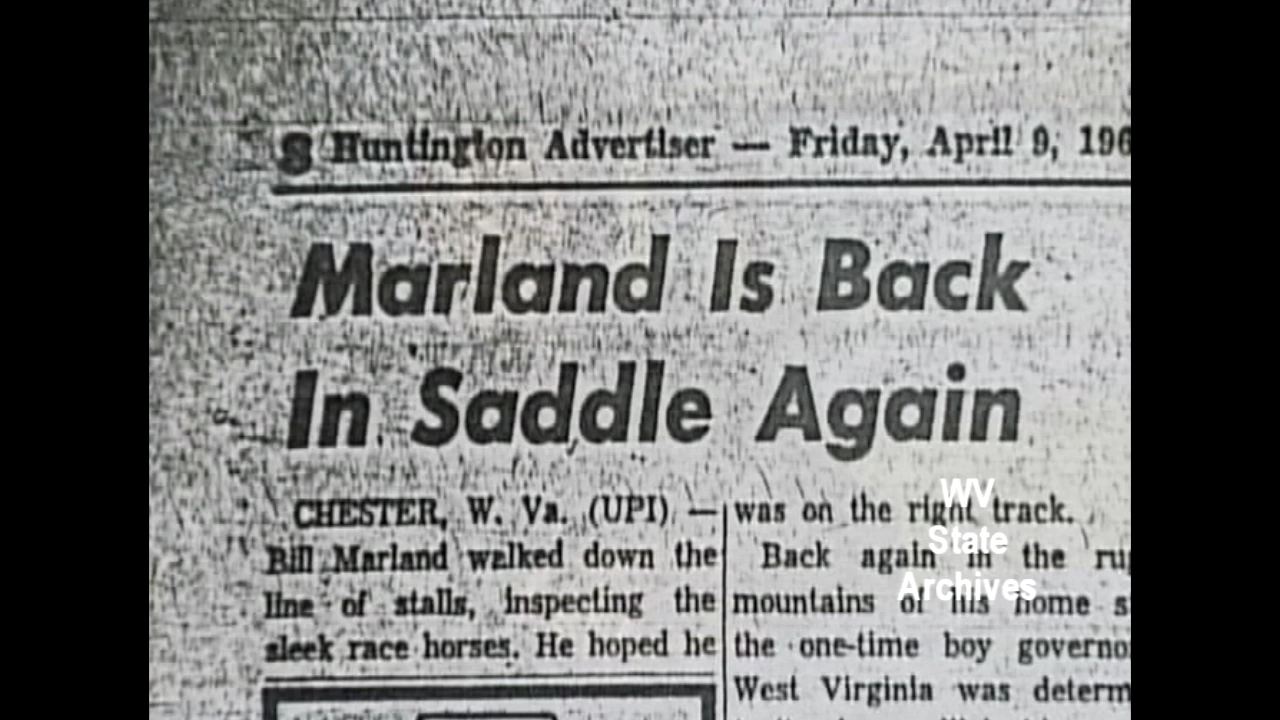 8 Huntington Advertiser — Friday, April 9, 196
Marland Is Back
In Saddle Again
CHESTER, W. Va. (UPI) —
Bill Marland walked down the
line of stalls, inspecting the
sleek race horses. He hoped he
was on the right track.
Back again in the ru
mountains of his home s
the one-time boy governo
West Virginia was determ
WV
State
Archives